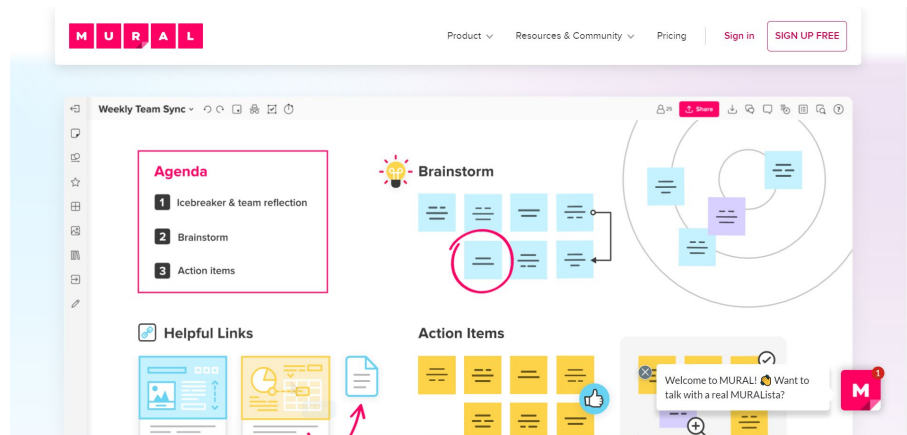 MURAL
Product
Resources & Community
Pricing
Sign in
SIGN UP FREE
Weekly Team Sync
25
Share
Agenda
1 Icebreaker & team reflection
2 Brainstorm
3 Action items
Brainstorm
Helpful Links
Action Items
Welcome to MURAL! 👋 Want to
talk with a real MURALista?
M
1